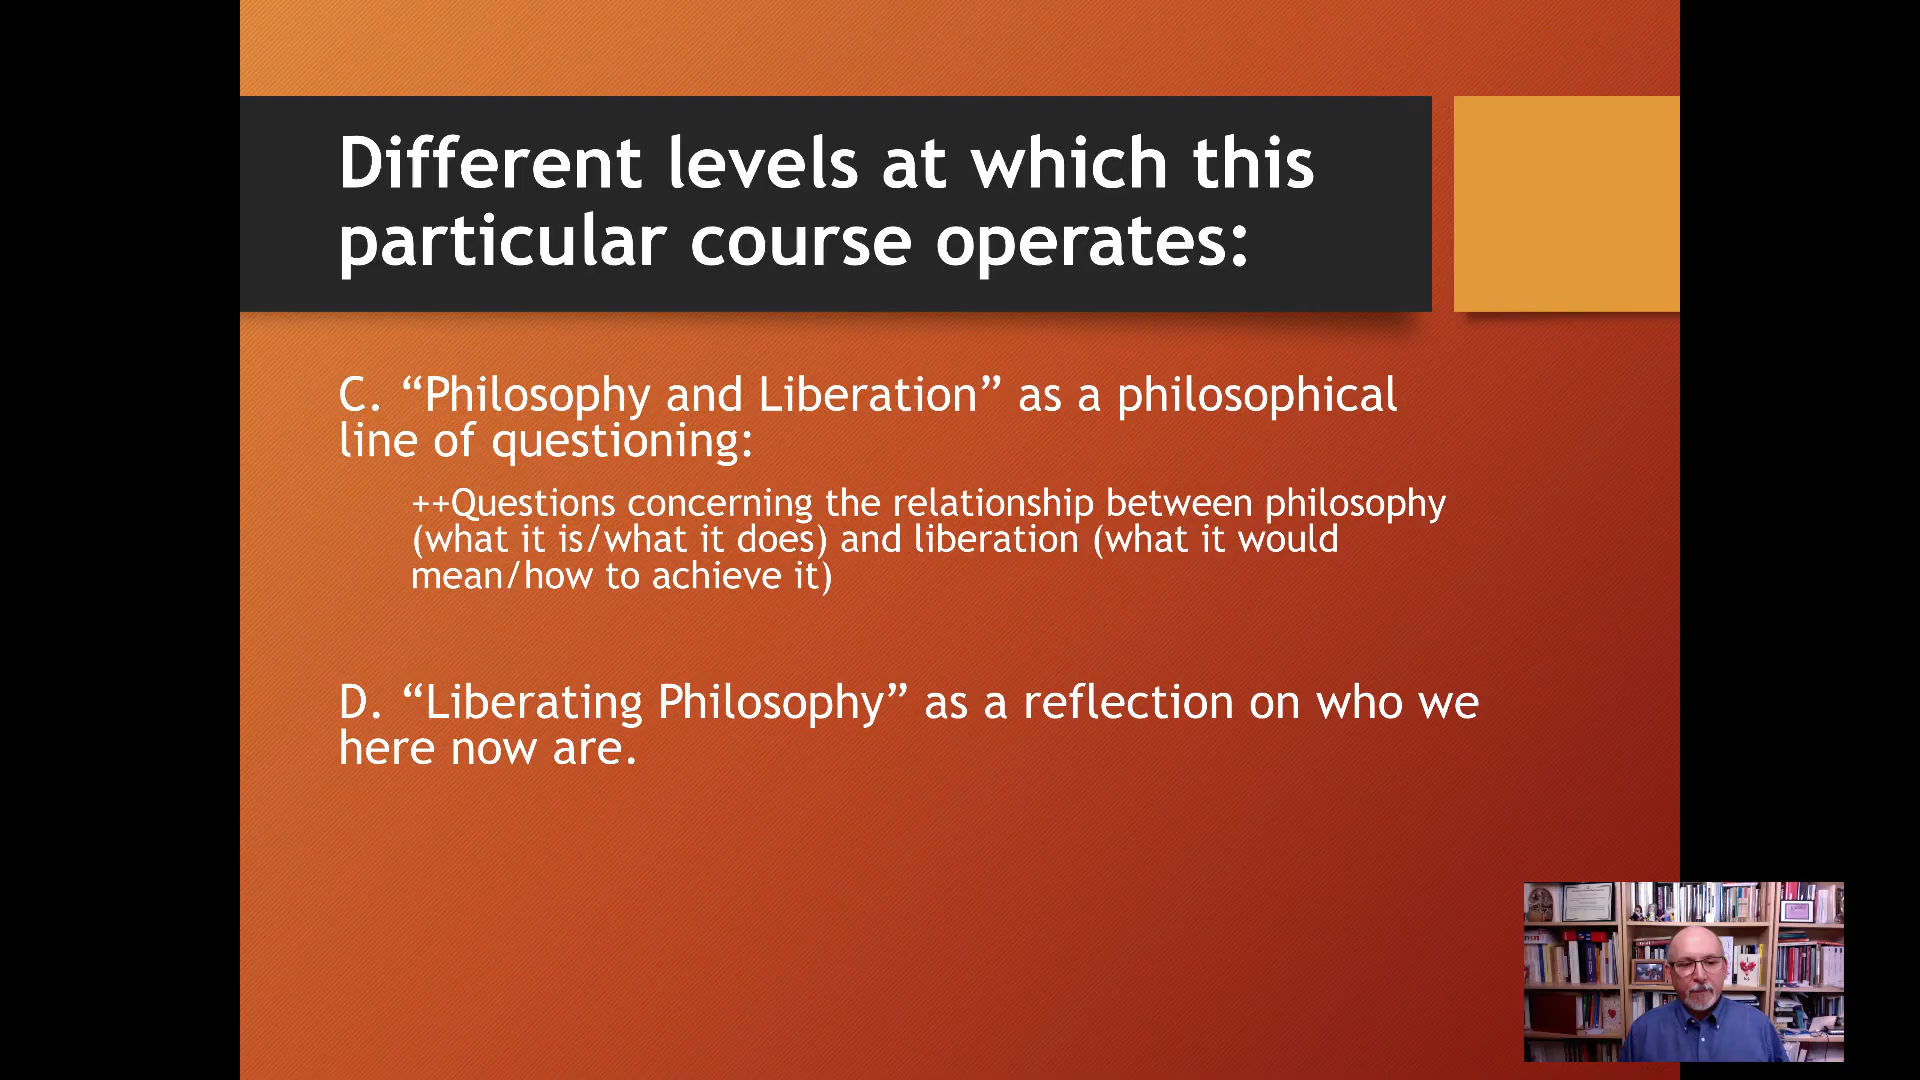 Different levels at which this
particular course operates:
C. “Philosophy and Liberation” as a philosophical
line of questioning:
++Questions concerning the relationship between philosophy
(what it is/what it does) and liberation (what it would
mean/how to achieve it)
D. “Liberating Philosophy” as a reflection on who we
here now are.